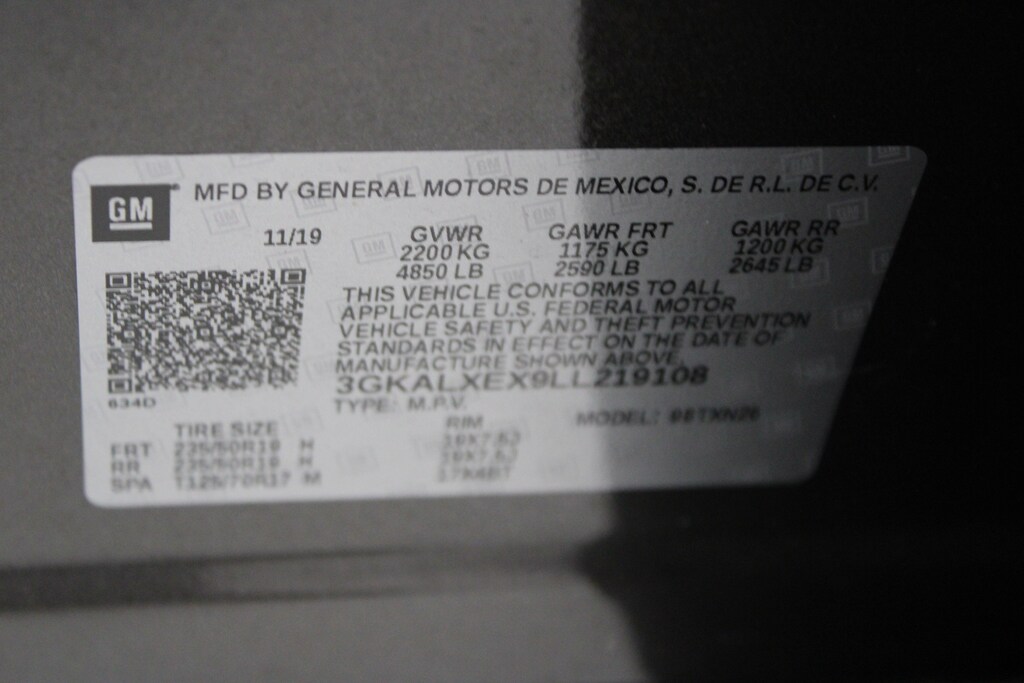 GM
MFD BY GENERAL MOTORS DE MEXICO, S. DE R.L. DE C.V.
11/19
GVWR GAWR FRT GAWR RR
2200 KG 1175 KG 1200 KG
4850 LB 2590 LB 2645 LB
THIS VEHICLE CONFORMS TO ALL
APPLICABLE U.S. FEDERAL MOTOR
VEHICLE SAFETY AND THEFT PREVENTION
STANDARDS IN EFFECT ON THE DATE OF
MANUFACTURE SHOWN ABOVE.
3GKALXEX9LL219108
634D
TYPE: M.P.V. MODEL:
TIRE SIZE RIM
FRT H
RR H
SPA T125/70R17 M